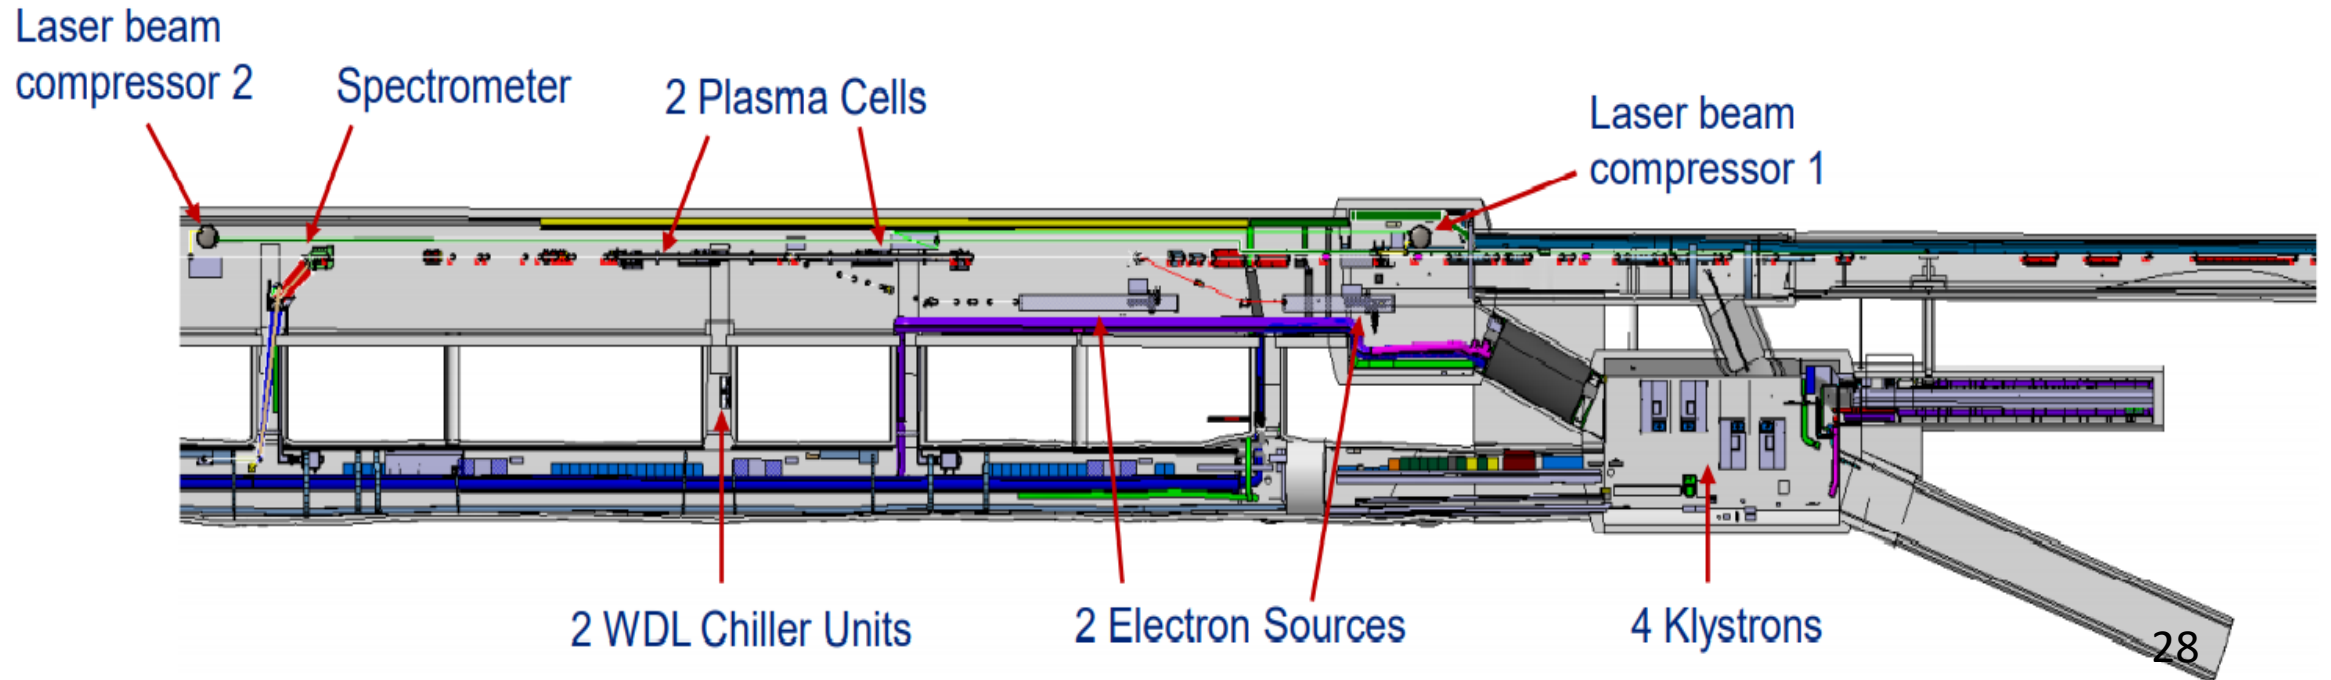 Laser beam
compressor 2
Spectrometer
2 Plasma Cells
Laser beam
compressor 1
2 WDL Chiller Units
2 Electron Sources
4 Klystrons
28